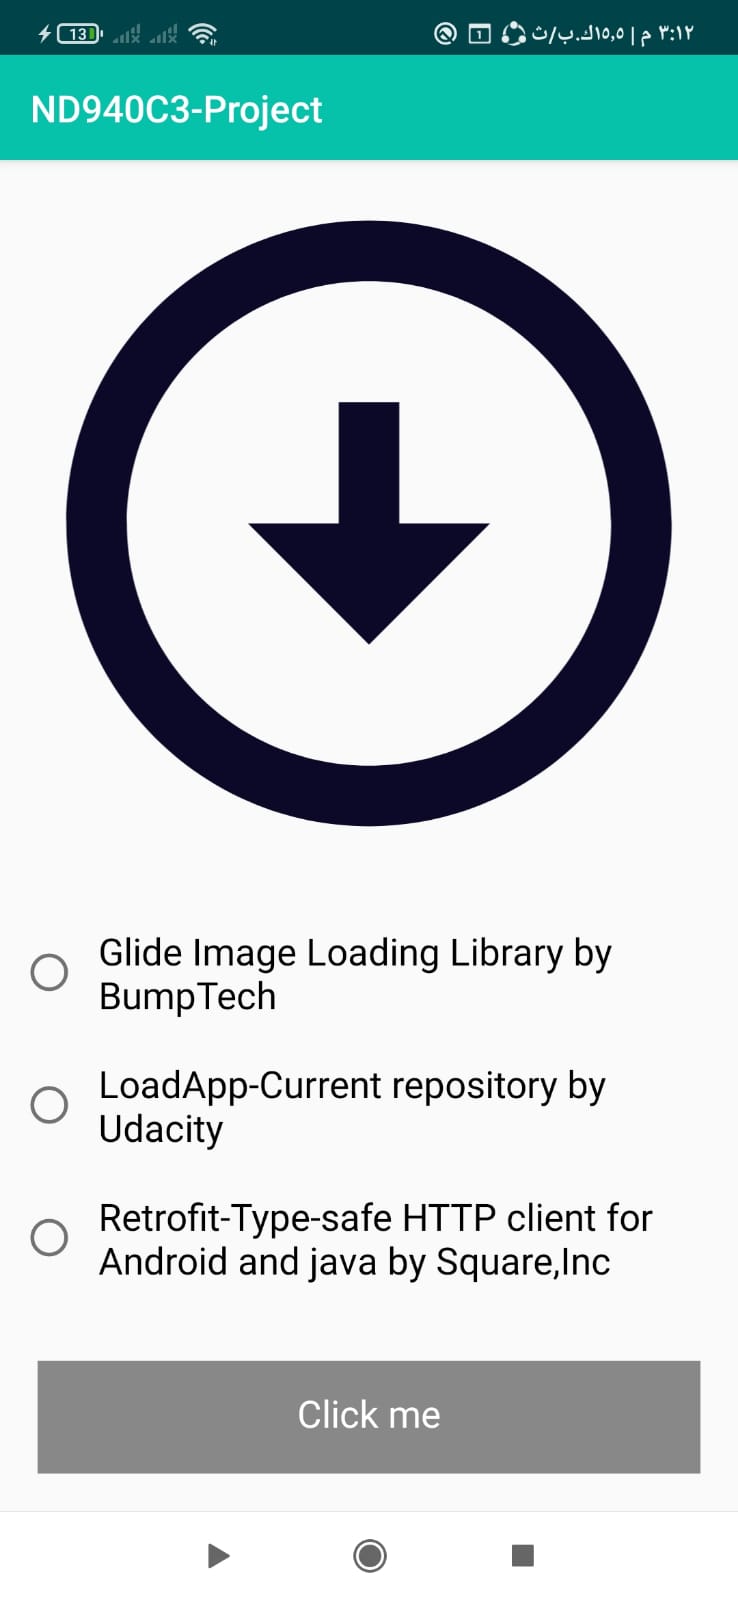 13 ٣:١٢ م | ١٥,٥ك.ب/ث 1
ND940C3-Project
Glide Image Loading Library by
BumpTech
LoadApp-Current repository by
Udacity
Retrofit-Type-safe HTTP client for
Android and java by Square,Inc
Click me